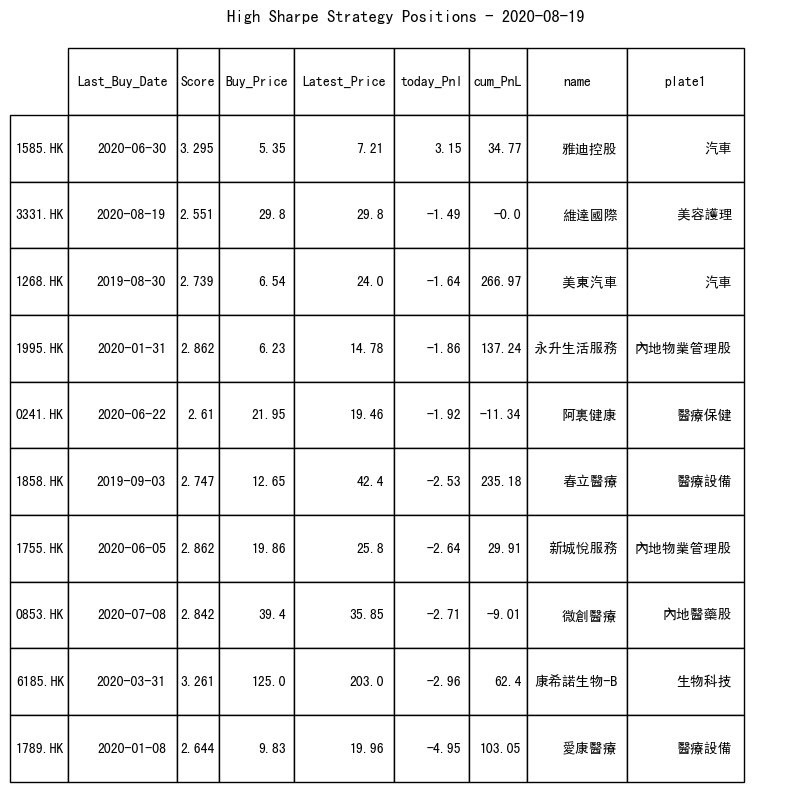 High Sharpe Strategy Positions - 2020-08-19
Last_Buy_Date Score Buy_Price Latest_Price today_Pnl cum_PnL name plate1
1585.HK 2020-06-30 3.295 5.35 7.21 3.15 34.77 雅迪控股 汽車
3331.HK 2020-08-19 2.551 29.8 29.8 -1.49 -0.0 維達國際 美容護理
1268.HK 2019-08-30 2.739 6.54 24.0 -1.64 266.97 美東汽車 汽車
1995.HK 2020-01-31 2.862 6.23 14.78 -1.86 137.24 永升生活服務 內地物業管理股
0241.HK 2020-06-22 2.61 21.95 19.46 -1.92 -11.34 阿裏健康 醫療保健
1858.HK 2019-09-03 2.747 12.65 42.4 -2.53 235.18 春立醫療 醫療設備
1755.HK 2020-06-05 2.862 19.86 25.8 -2.64 29.91 新城悅服務 內地物業管理股
0853.HK 2020-07-08 2.842 39.4 35.85 -2.71 -9.01 微創醫療 內地醫藥股
6185.HK 2020-03-31 3.261 125.0 203.0 -2.96 62.4 康希諾生物-B 生物科技
1789.HK 2020-01-08 2.644 9.83 19.96 -4.95 103.05 愛康醫療 醫療設備